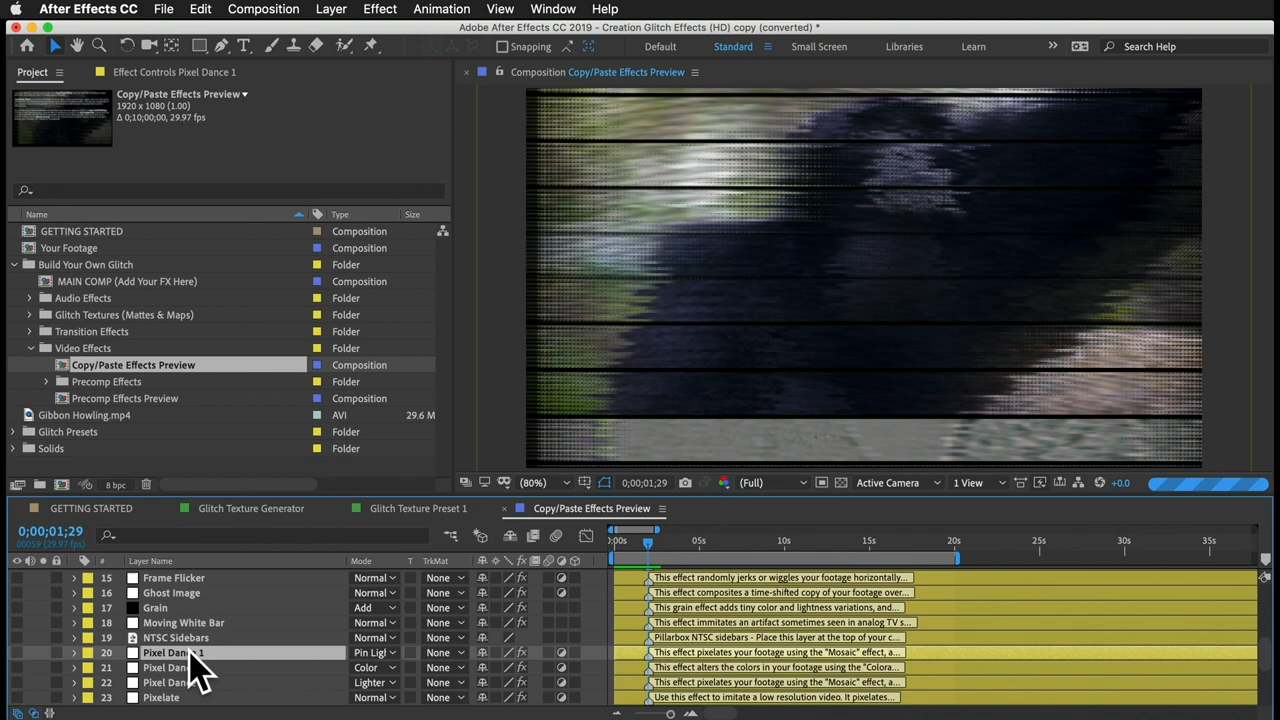 After Effects CC File Edit Composition Layer Effect Animation View Window Help
Adobe After Effects CC 2019 - Creation Glitch Effects (HD) copy (converted) *
Snapping Default Standard Small Screen Libraries Learn Search Help
Project Effect Controls Pixel Dance 1 Composition Copy/Paste Effects Preview
Copy/Paste Effects Preview
1920 x 1080 (1.00)
Δ 0;10;00;00, 29.97 fps
Name Type Size
GETTING STARTED Composition
Your Footage Composition
Build Your Own Glitch Folder
MAIN COMP (Add Your FX Here) Composition
Audio Effects Folder
Glitch Textures (Mattes & Maps) Folder
Transition Effects Folder
Video Effects Folder
Copy/Paste Effects Preview Composition
Precomp Effects Folder
Precomp Effects Preview Composition
Gibbon Howling.mp4 AVI 29.6 M
Glitch Presets Folder
Solids Folder
8 bpc (80%) 0;00;01;29 (Full) Active Camera 1 View +0.0
GETTING STARTED Glitch Texture Generator Glitch Texture Preset 1 Copy/Paste Effects Preview
0;00;01;29
00059 (29.97 fps)
:00s 05s 10s 15s 20s 25s 30s 35s
# Layer Name Mode T TrkMat
15 Frame Flicker Normal None This effect randomly jerks or wiggles your footage horizontally...
16 Ghost Image Normal None This effect composites a time-shifted copy of your footage over...
17 Grain Add None This grain effect adds tiny color and lightness variations, and...
18 Moving White Bar Normal None This effect immitates an artifact sometimes seen in analog TV s...
19 NTSC Sidebars Normal None Pillarbox NTSC sidebars - Place this layer at the top of your c...
20 Pixel Dance 1 Pin Ligl None This effect pixelates your footage using the "Mosaic" effect, a...
21 Pixel Dan Color None This effect alters the colors in your footage using the "Colora...
22 Pixel Dan Lighter None This effect pixelates your footage using the "Mosaic" effect, a...
23 Pixelate Normal None Use this effect to imitate a low resolution video. It pixelates...